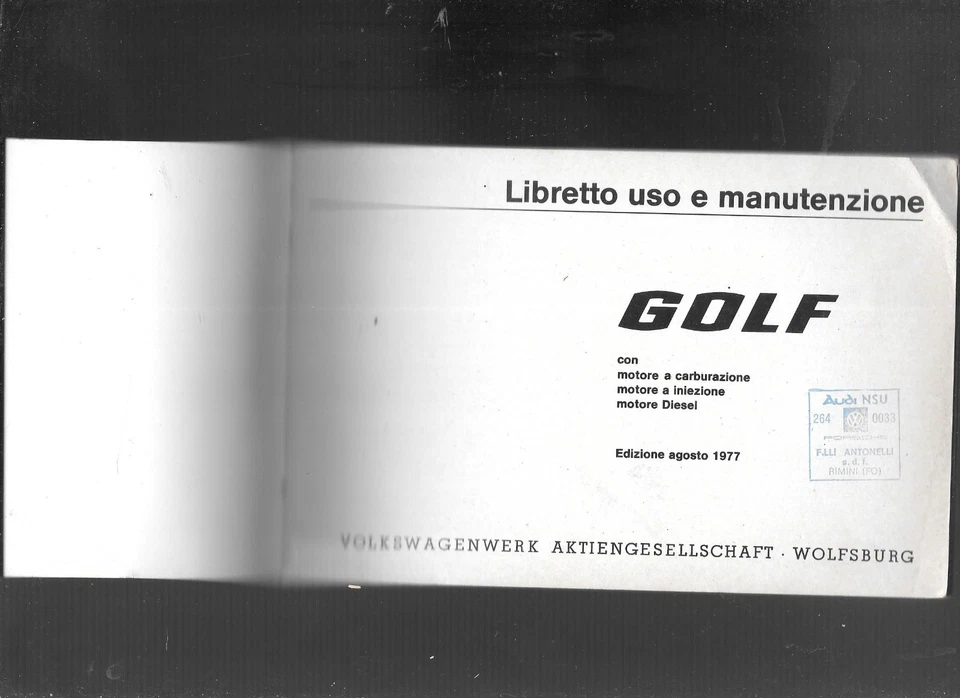 Libretto uso e manutenzione
GOLF
con
motore a carburazione
motore a iniezione
motore Diesel
Edizione agosto 1977
Audi NSU
264 0033
PORSCHE
F.LLI ANTONELLI
s.d.f.
RIMINI (FO)
VOLKSWAGENWERK AKTIENGESELLSCHAFT · WOLFSBURG